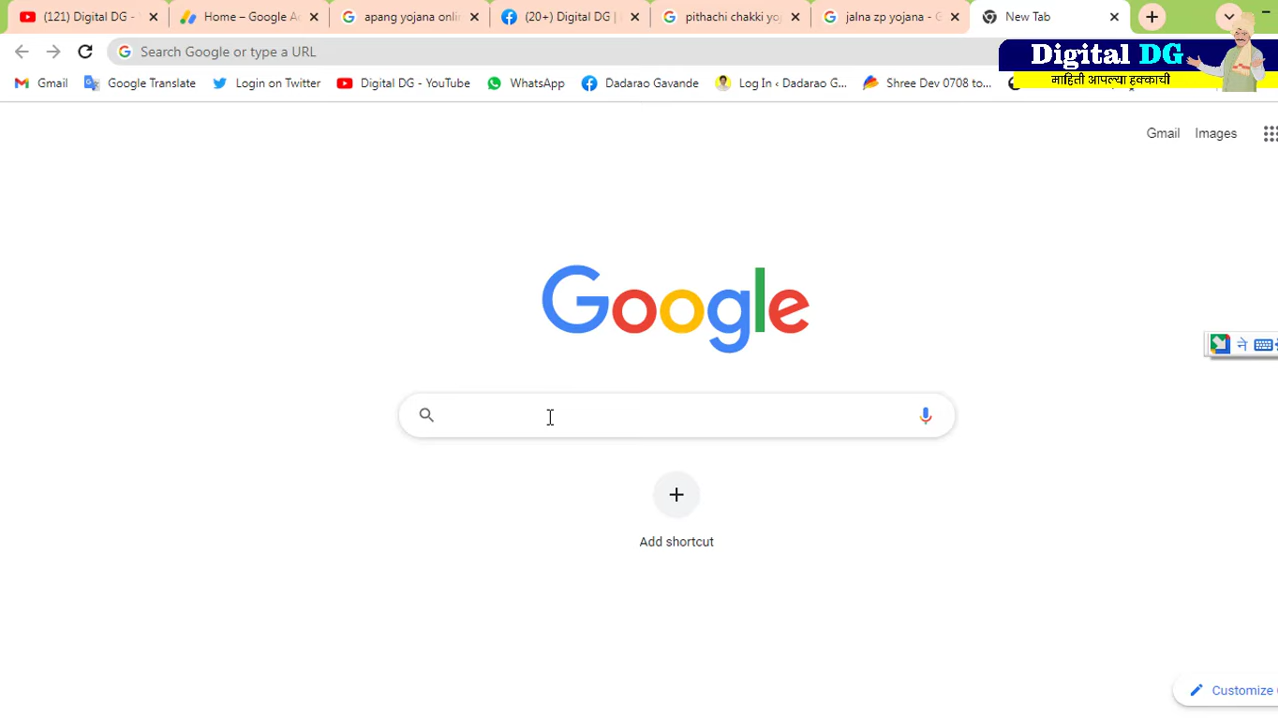 (121) Digital DG -
Home – Google A
apang yojana onli
(20+) Digital DG |
pithachi chakki yo
jalna zp yojana - G
New Tab
Search Google or type a URL
Digital DG
माहिती आपल्या हक्काची
Gmail
Google Translate
Login on Twitter
Digital DG - YouTube
WhatsApp
Dadarao Gavande
Log In ‹ Dadarao G...
Shree Dev 0708 to...
Gmail
Images
Google
ने
Add shortcut
Customize